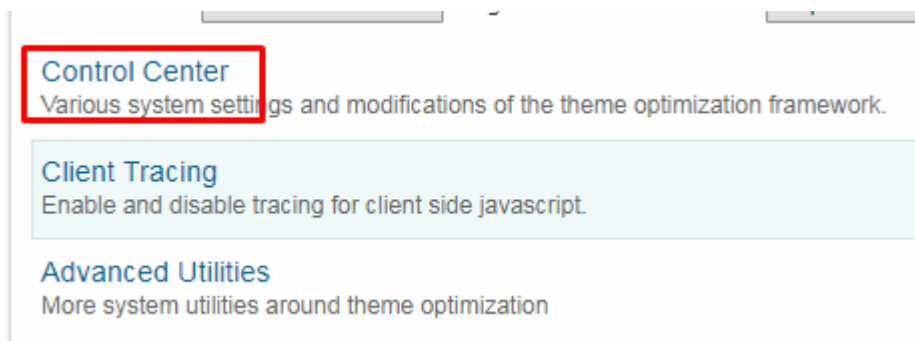 Control Center
Various system settings and modifications of the theme optimization framework.
Client Tracing
Enable and disable tracing for client side javascript.
Advanced Utilities
More system utilities around theme optimization